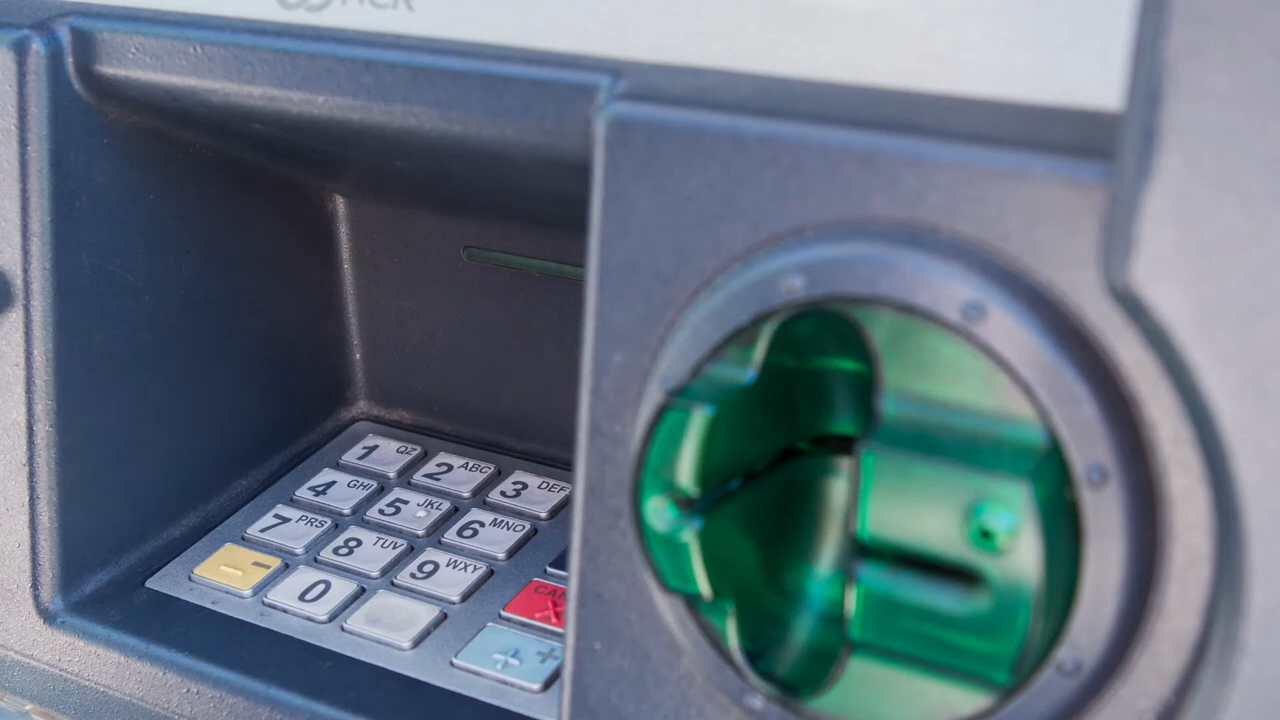 1 QZ
2 ABC
3 DEF
4 GHI
5 JKL
6 MNO
7 PRS
8 TUV
9 WXY
0